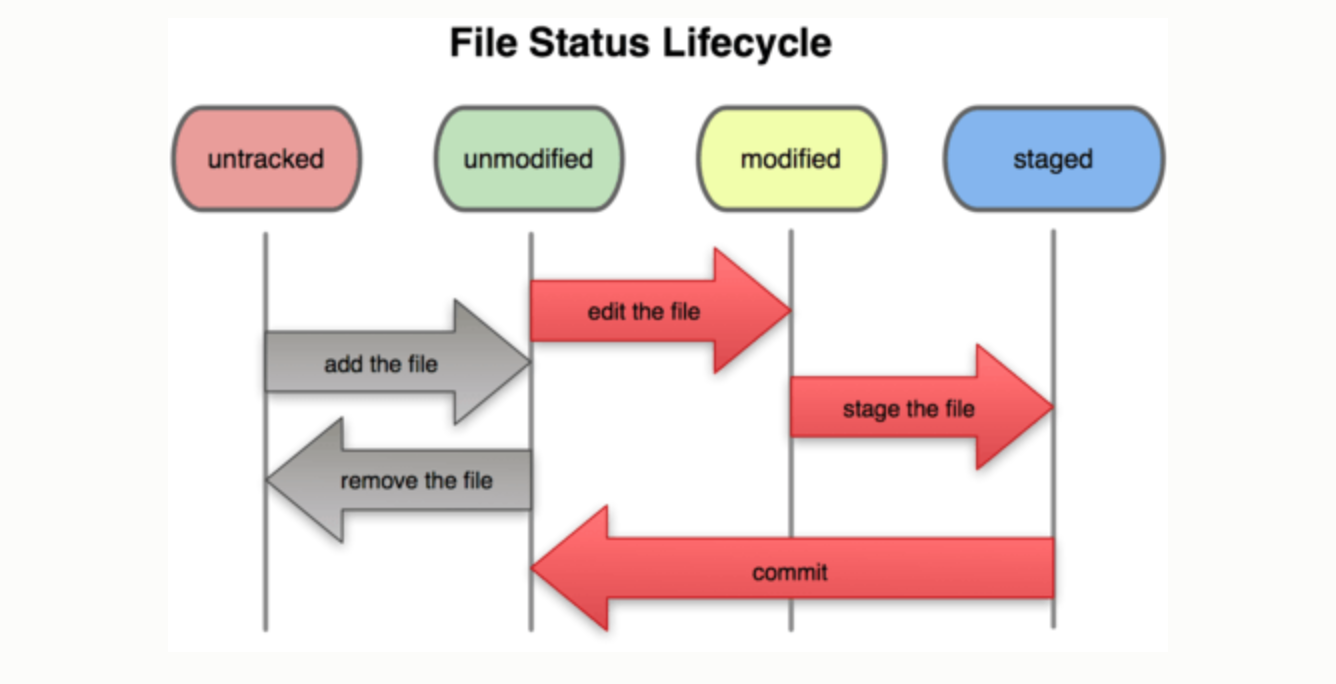 File Status Lifecycle
untracked
unmodified
modified
staged
edit the file
add the file
stage the file
remove the file
commit